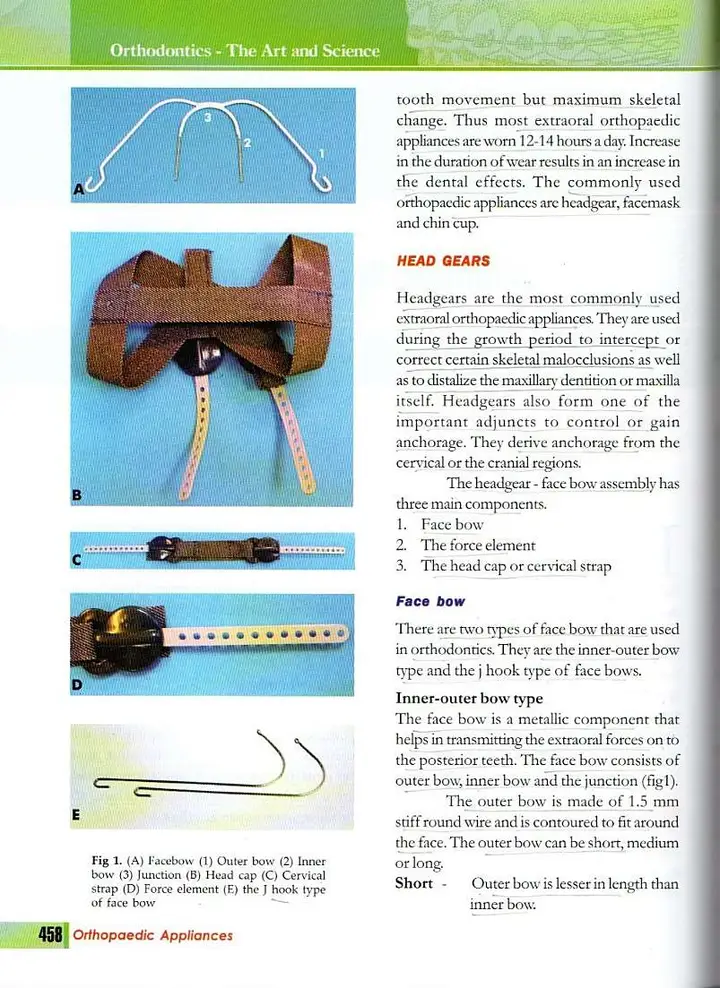 Orthodontics - The Art and Science
3
2
1
A
B
C
D
E
Fig 1. (A) Facebow (1) Outer bow (2) Inner
bow (3) Junction (B) Head cap (C) Cervical
strap (D) Force element (E) the J hook type
of face bow
tooth movement but maximum skeletal
change. Thus most extraoral orthopaedic
appliances are worn 12-14 hours a day. Increase
in the duration of wear results in an increase in
the dental effects. The commonly used
orthopaedic appliances are headgear, facemask
and chin cup.
HEAD GEARS
Headgears are the most commonly used
extraoral orthopaedic appliances. They are used
during the growth period to intercept or
correct certain skeletal malocclusions as well
as to distalize the maxillary dentition or maxilla
itself. Headgears also form one of the
important adjuncts to control or gain
anchorage. They derive anchorage from the
cervical or the cranial regions.
The headgear - face bow assembly has
three main components.
1. Face bow
2. The force element
3. The head cap or cervical strap
Face bow
There are two types of face bow that are used
in orthodontics. They are the inner-outer bow
type and the j hook type of face bows.
Inner-outer bow type
The face bow is a metallic component that
helps in transmitting the extraoral forces on to
the posterior teeth. The face bow consists of
outer bow, inner bow and the junction (fig1).
The outer bow is made of 1.5 mm
stiff round wire and is contoured to fit around
the face. The outer bow can be short, medium
or long.
Short - Outer bow is lesser in length than
inner bow.
458 Orthopaedic Appliances